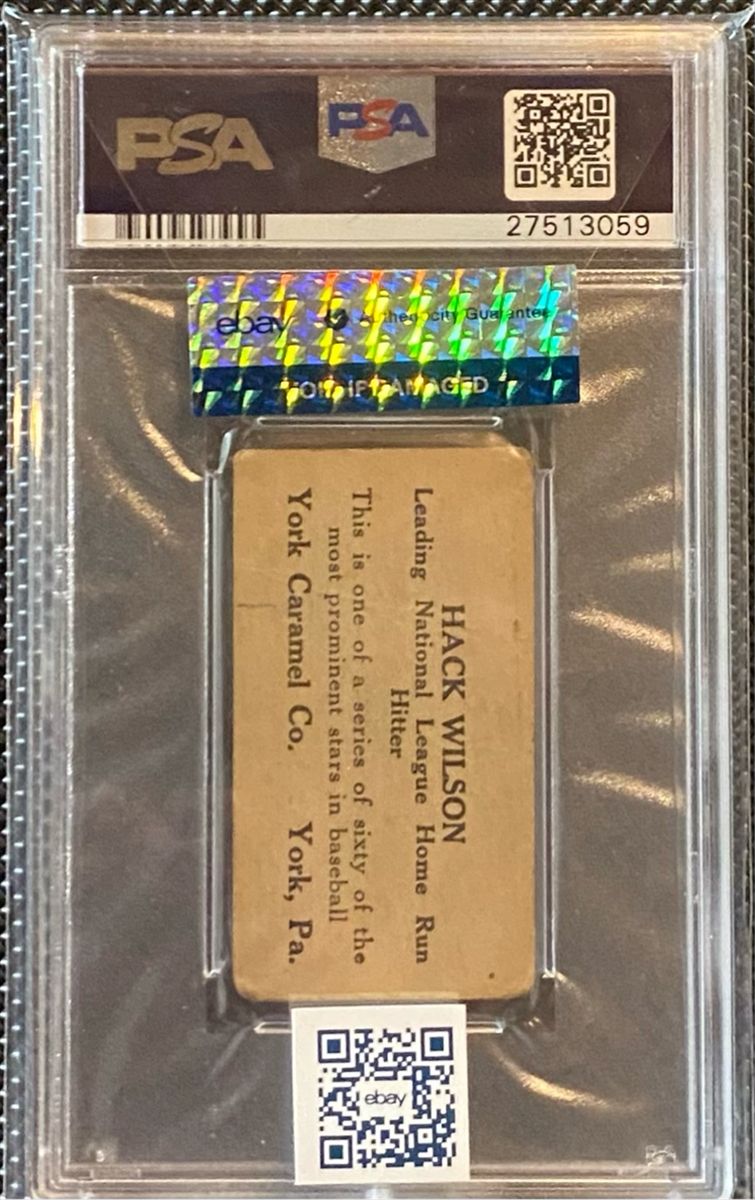 PSA
PSA
27513059
ebay Authenticity Guarantee
VOID IF DAMAGED
HACK WILSON
Leading National League Home Run
Hitter
This is one of a series of sixty of the
most prominent stars in baseball
York Caramel Co. York, Pa.
ebay
PSA